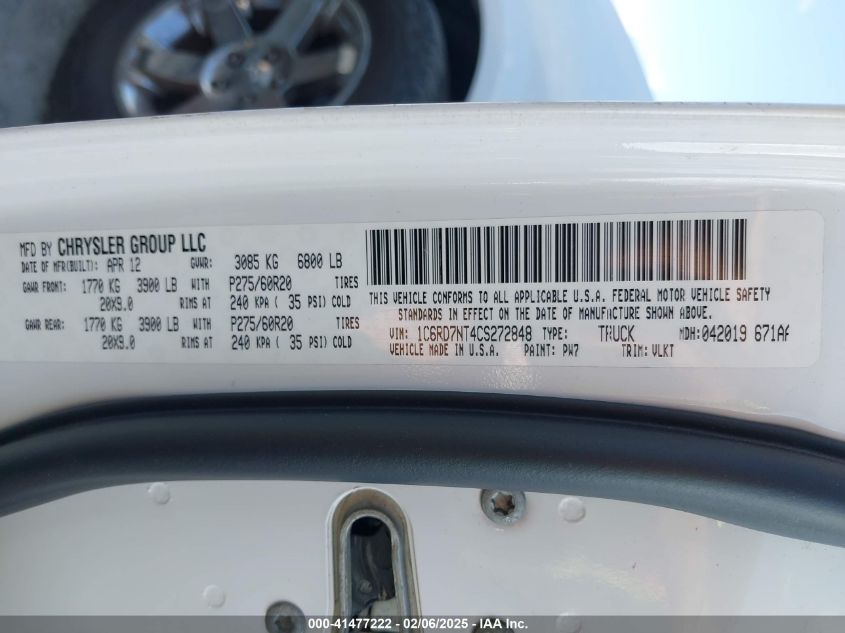 MFD BY CHRYSLER GROUP LLC
DATE OF MFR(BUILT): APR 12 GVWR: 3085 KG 6800 LB
GAWR FRONT: 1770 KG 3900 LB WITH P275/60R20 TIRES
20X9.0 RIMS AT 240 KPA ( 35 PSI) COLD
GAWR REAR: 1770 KG 3900 LB WITH P275/60R20 TIRES
20X9.0 RIMS AT 240 KPA ( 35 PSI) COLD
THIS VEHICLE CONFORMS TO ALL APPLICABLE U.S.A. FEDERAL MOTOR VEHICLE SAFETY
STANDARDS IN EFFECT ON THE DATE OF MANUFACTURE SHOWN ABOVE.
VIN: 1C6RD7NT4CS272848 TYPE: TRUCK MDH:042019 671AA
VEHICLE MADE IN U.S.A. PAINT: PW7 TRIM: VLKT
000-41477222 - 02/06/2025 - IAA Inc.